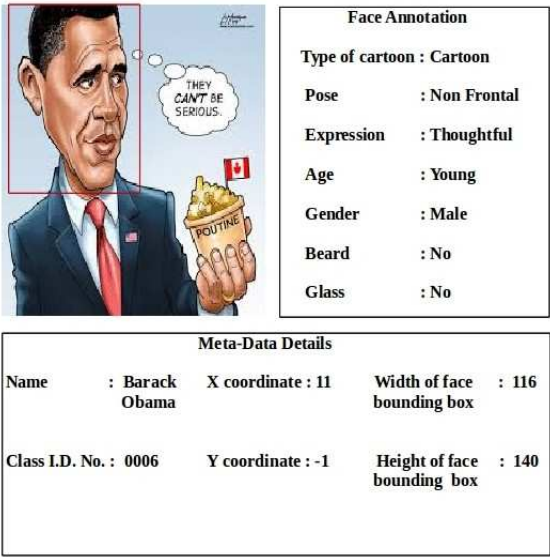 THEY
CAN'T BE
SERIOUS.
POUTINE
Face Annotation
Type of cartoon : Cartoon
Pose : Non Frontal
Expression : Thoughtful
Age : Young
Gender : Male
Beard : No
Glass : No
Meta-Data Details
Name : Barack X coordinate : 11 Width of face : 116
Obama bounding box
Class I.D. No. : 0006 Y coordinate : -1 Height of face : 140
bounding box